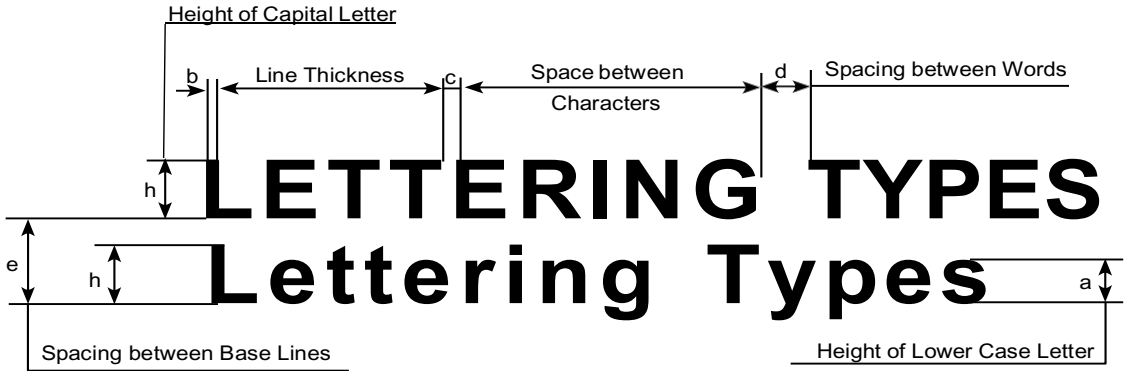 Height of Capital Letter
b Line Thickness c Space between d Spacing between Words
Characters
h LETTERING TYPES
e h Lettering Types a
Spacing between Base Lines Height of Lower Case Letter